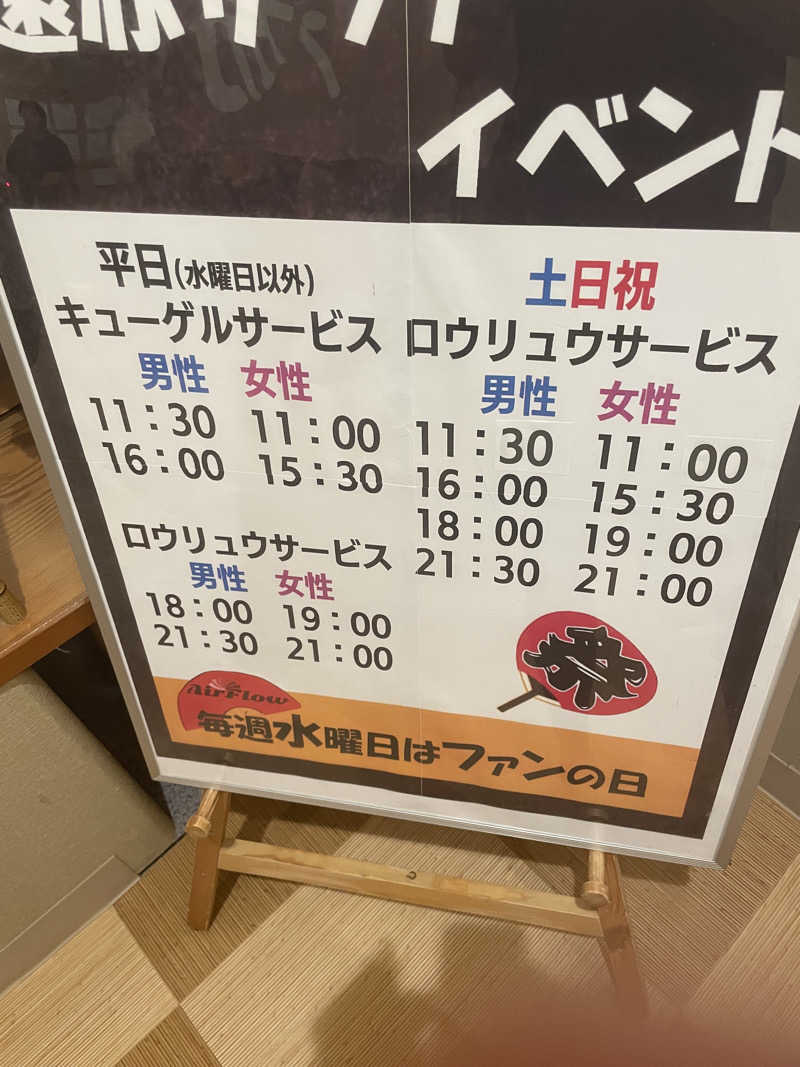 イベント
平日(水曜日以外)
キューゲルサービス
男性 女性
11:30 11:00
16:00 15:30
ロウリュウサービス
男性 女性
18:00 19:00
21:30 21:00
土日祝
ロウリュウサービス
男性 女性
11:30 11:00
16:00 15:30
18:00 19:00
21:30 21:00
祭
AirFlow
毎週水曜日はファンの日